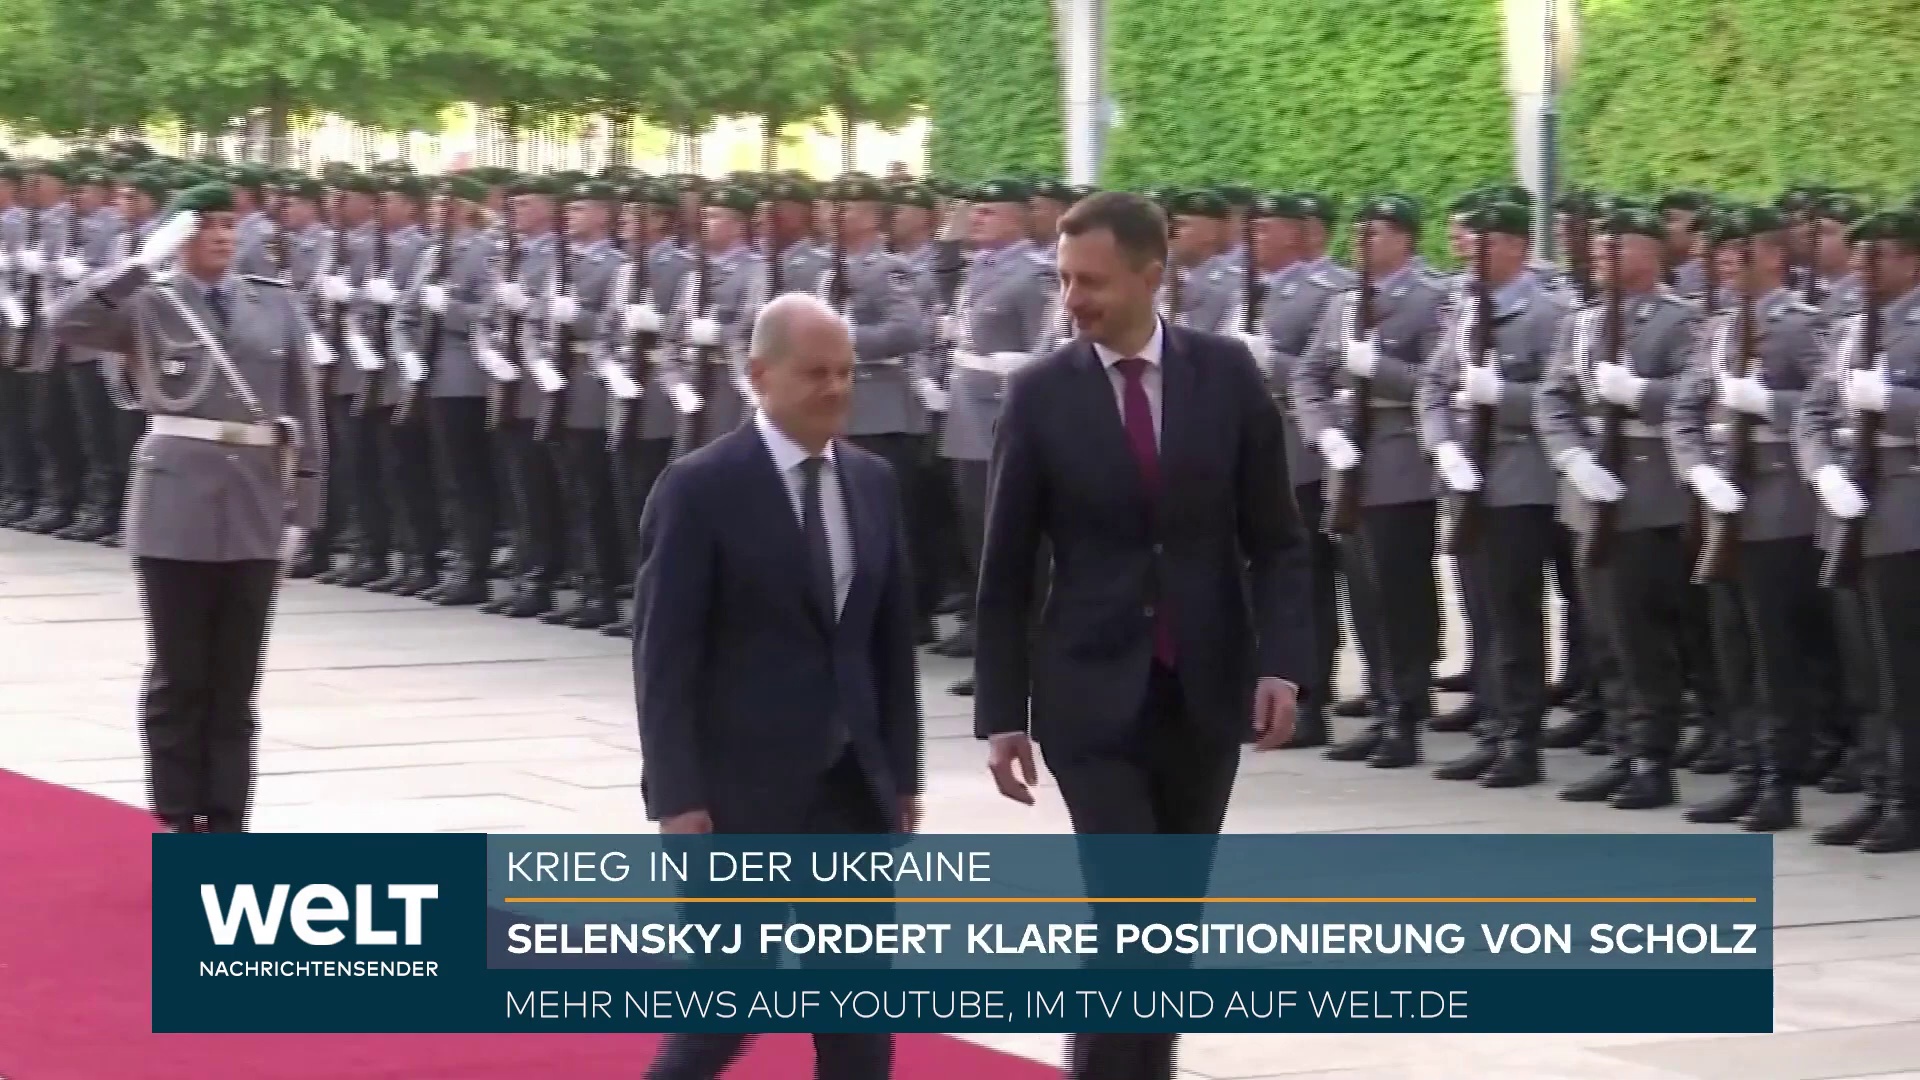 KRIEG IN DER UKRAINE
WELT
NACHRICHTENSENDER
SELENSKYJ FORDERT KLARE POSITIONIERUNG VON SCHOLZ
MEHR NEWS AUF YOUTUBE, IM TV UND AUF WELT.DE